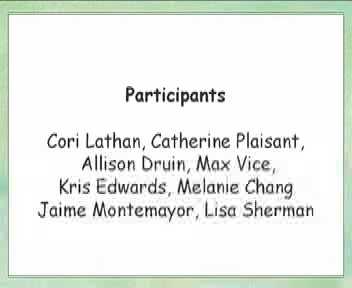 Participants
Cori Lathan, Catherine Plaisant,
Allison Druin, Max Vice,
Kris Edwards, Melanie Chang
Jaime Montemayor, Lisa Sherman